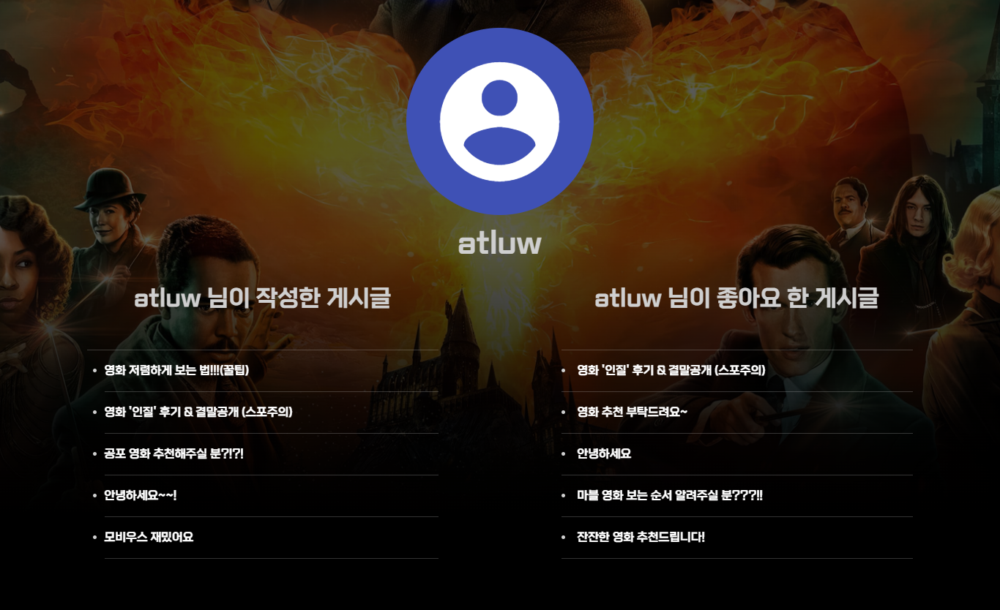 atluw
atluw 님이 작성한 게시글
영화 저렴하게 보는 법!!!(꿀팁)
영화 '인질' 후기 & 결말공개 (스포주의)
공포 영화 추천해주실 분?!?!
안녕하세요~~!
모비우스 재밌어요
atluw 님이 좋아요 한 게시글
영화 '인질' 후기 & 결말공개 (스포주의)
영화 추천 부탁드려요~
안녕하세요
마블 영화 보는 순서 알려주실 분???!!
잔잔한 영화 추천드립니다!